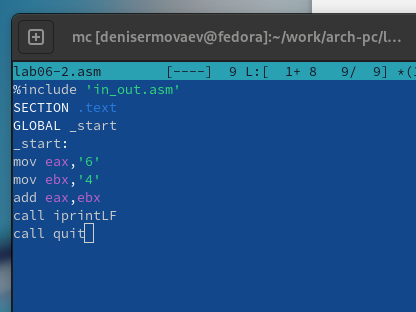 mc [denisermovaev@fedora]:~/work/arch-pc/l…
lab06-2.asm [----] 9 L:[ 1+ 8 9/ 9] *(
%include 'in_out.asm'
SECTION .text
GLOBAL _start
_start:
mov eax,'6'
mov ebx,'4'
add eax,ebx
call iprintLF
call quit